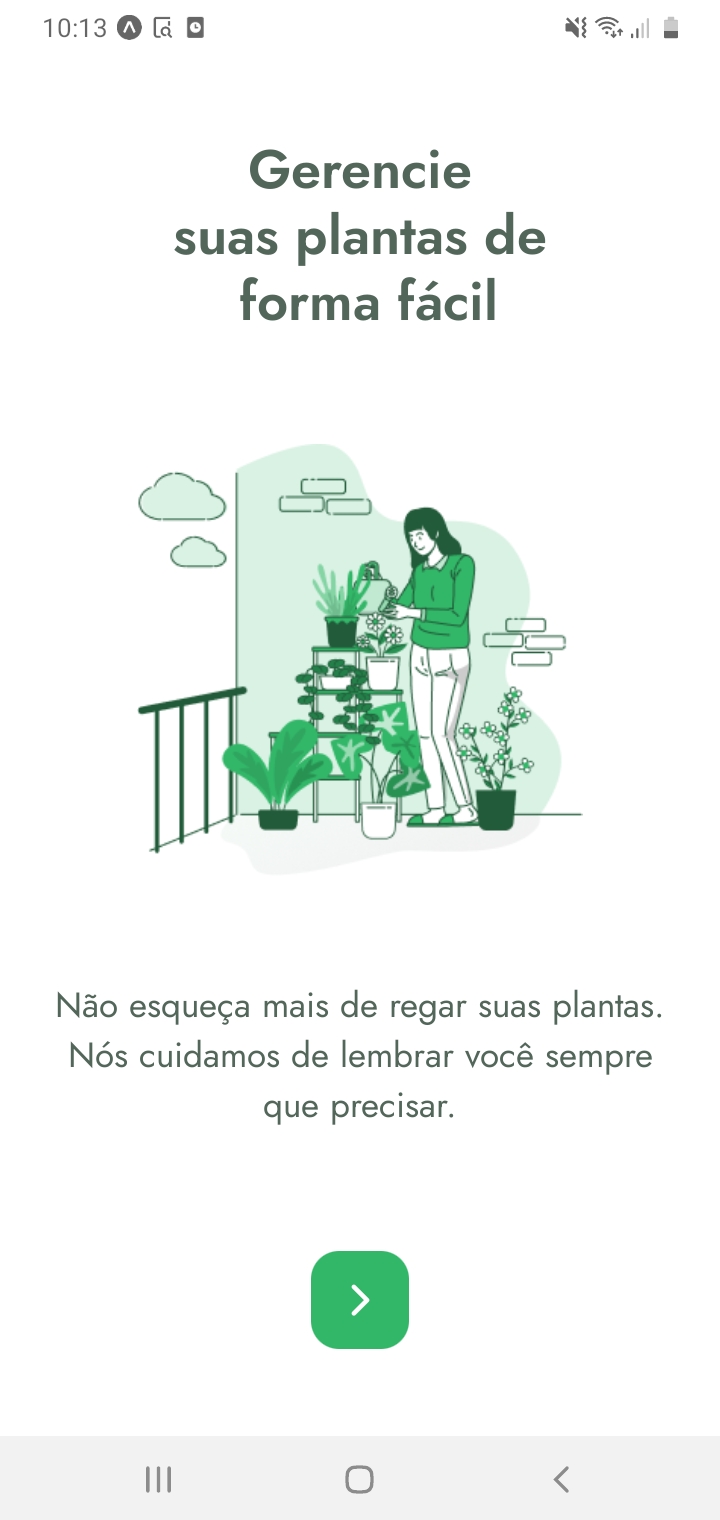 10:13
Gerencie
suas plantas de
forma fácil
Não esqueça mais de regar suas plantas.
Nós cuidamos de lembrar você sempre
que precisar.